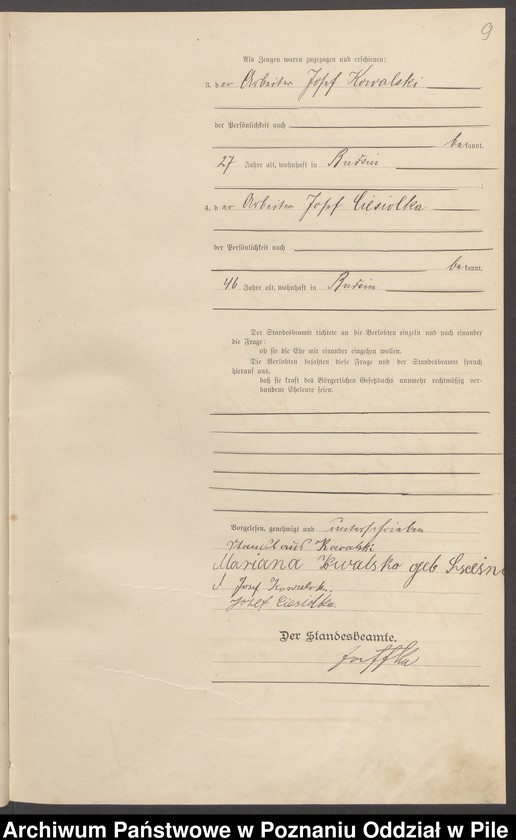 9
Als Zeugen waren zugezogen und erschienen:
3. der Arbeiter Josef Kowalski
der Persönlichkeit nach
bekannt,
27 Jahre alt, wohnhaft in Budsin
4. der Arbeiter Josef Ciesiolka
der Persönlichkeit nach
bekannt,
46 Jahre alt, wohnhaft in Budsin
Der Standesbeamte richtete an die Verlobten einzeln und nach einander
die Frage:
ob sie die Ehe mit einander eingehen wollen.
Die Verlobten bejahten diese Frage und der Standesbeamte sprach
hierauf aus,
daß sie kraft des Bürgerlichen Gesetzbuchs nunmehr rechtmäßig ver-
bundene Eheleute seien.
Vorgelesen, genehmigt und unterschrieben
Stanislaus Kowalski
Mariana Kwalska geb
Josef Kowalski
Josef Ciesiolka
Der Standesbeamte.
Archiwum Państwowe w Poznaniu Oddział w Pile